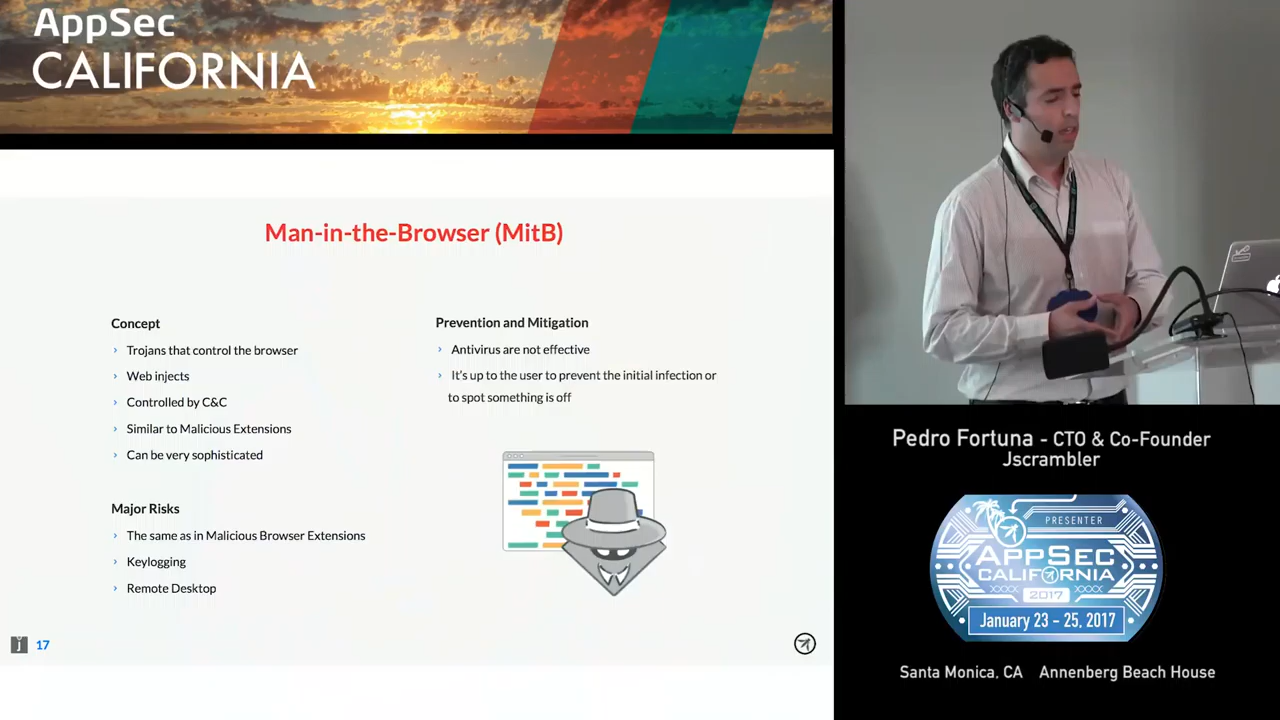 AppSec
CALIFORNIA
Man-in-the-Browser (MitB)
Concept
Trojans that control the browser
Web injects
Controlled by C&C
Similar to Malicious Extensions
Can be very sophisticated
Major Risks
The same as in Malicious Browser Extensions
Keylogging
Remote Desktop
Prevention and Mitigation
Antivirus are not effective
It's up to the user to prevent the initial infection or
to spot something is off
j
17
Pedro Fortuna - CTO & Co-Founder
Jscrambler
PRESENTER
APPSEC
CALIFORNIA
2017
January 23 - 25, 2017
Santa Monica, CA Annenberg Beach House